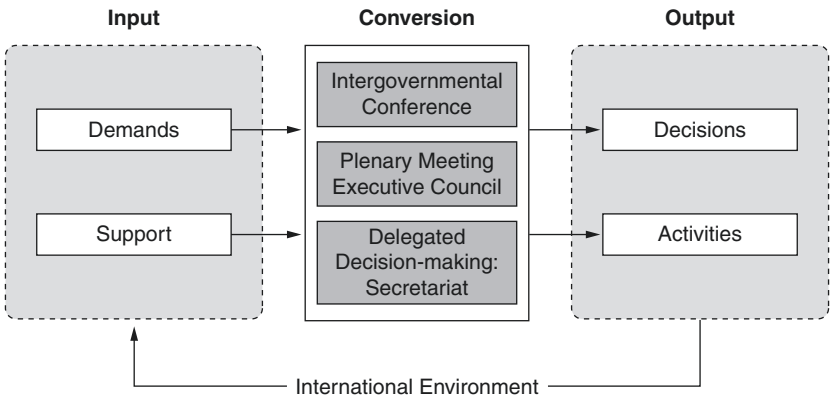 Input
Conversion
Output
Demands
Support
Intergovernmental
Conference
Plenary Meeting
Executive Council
Delegated
Decision-making:
Secretariat
Decisions
Activities
International Environment